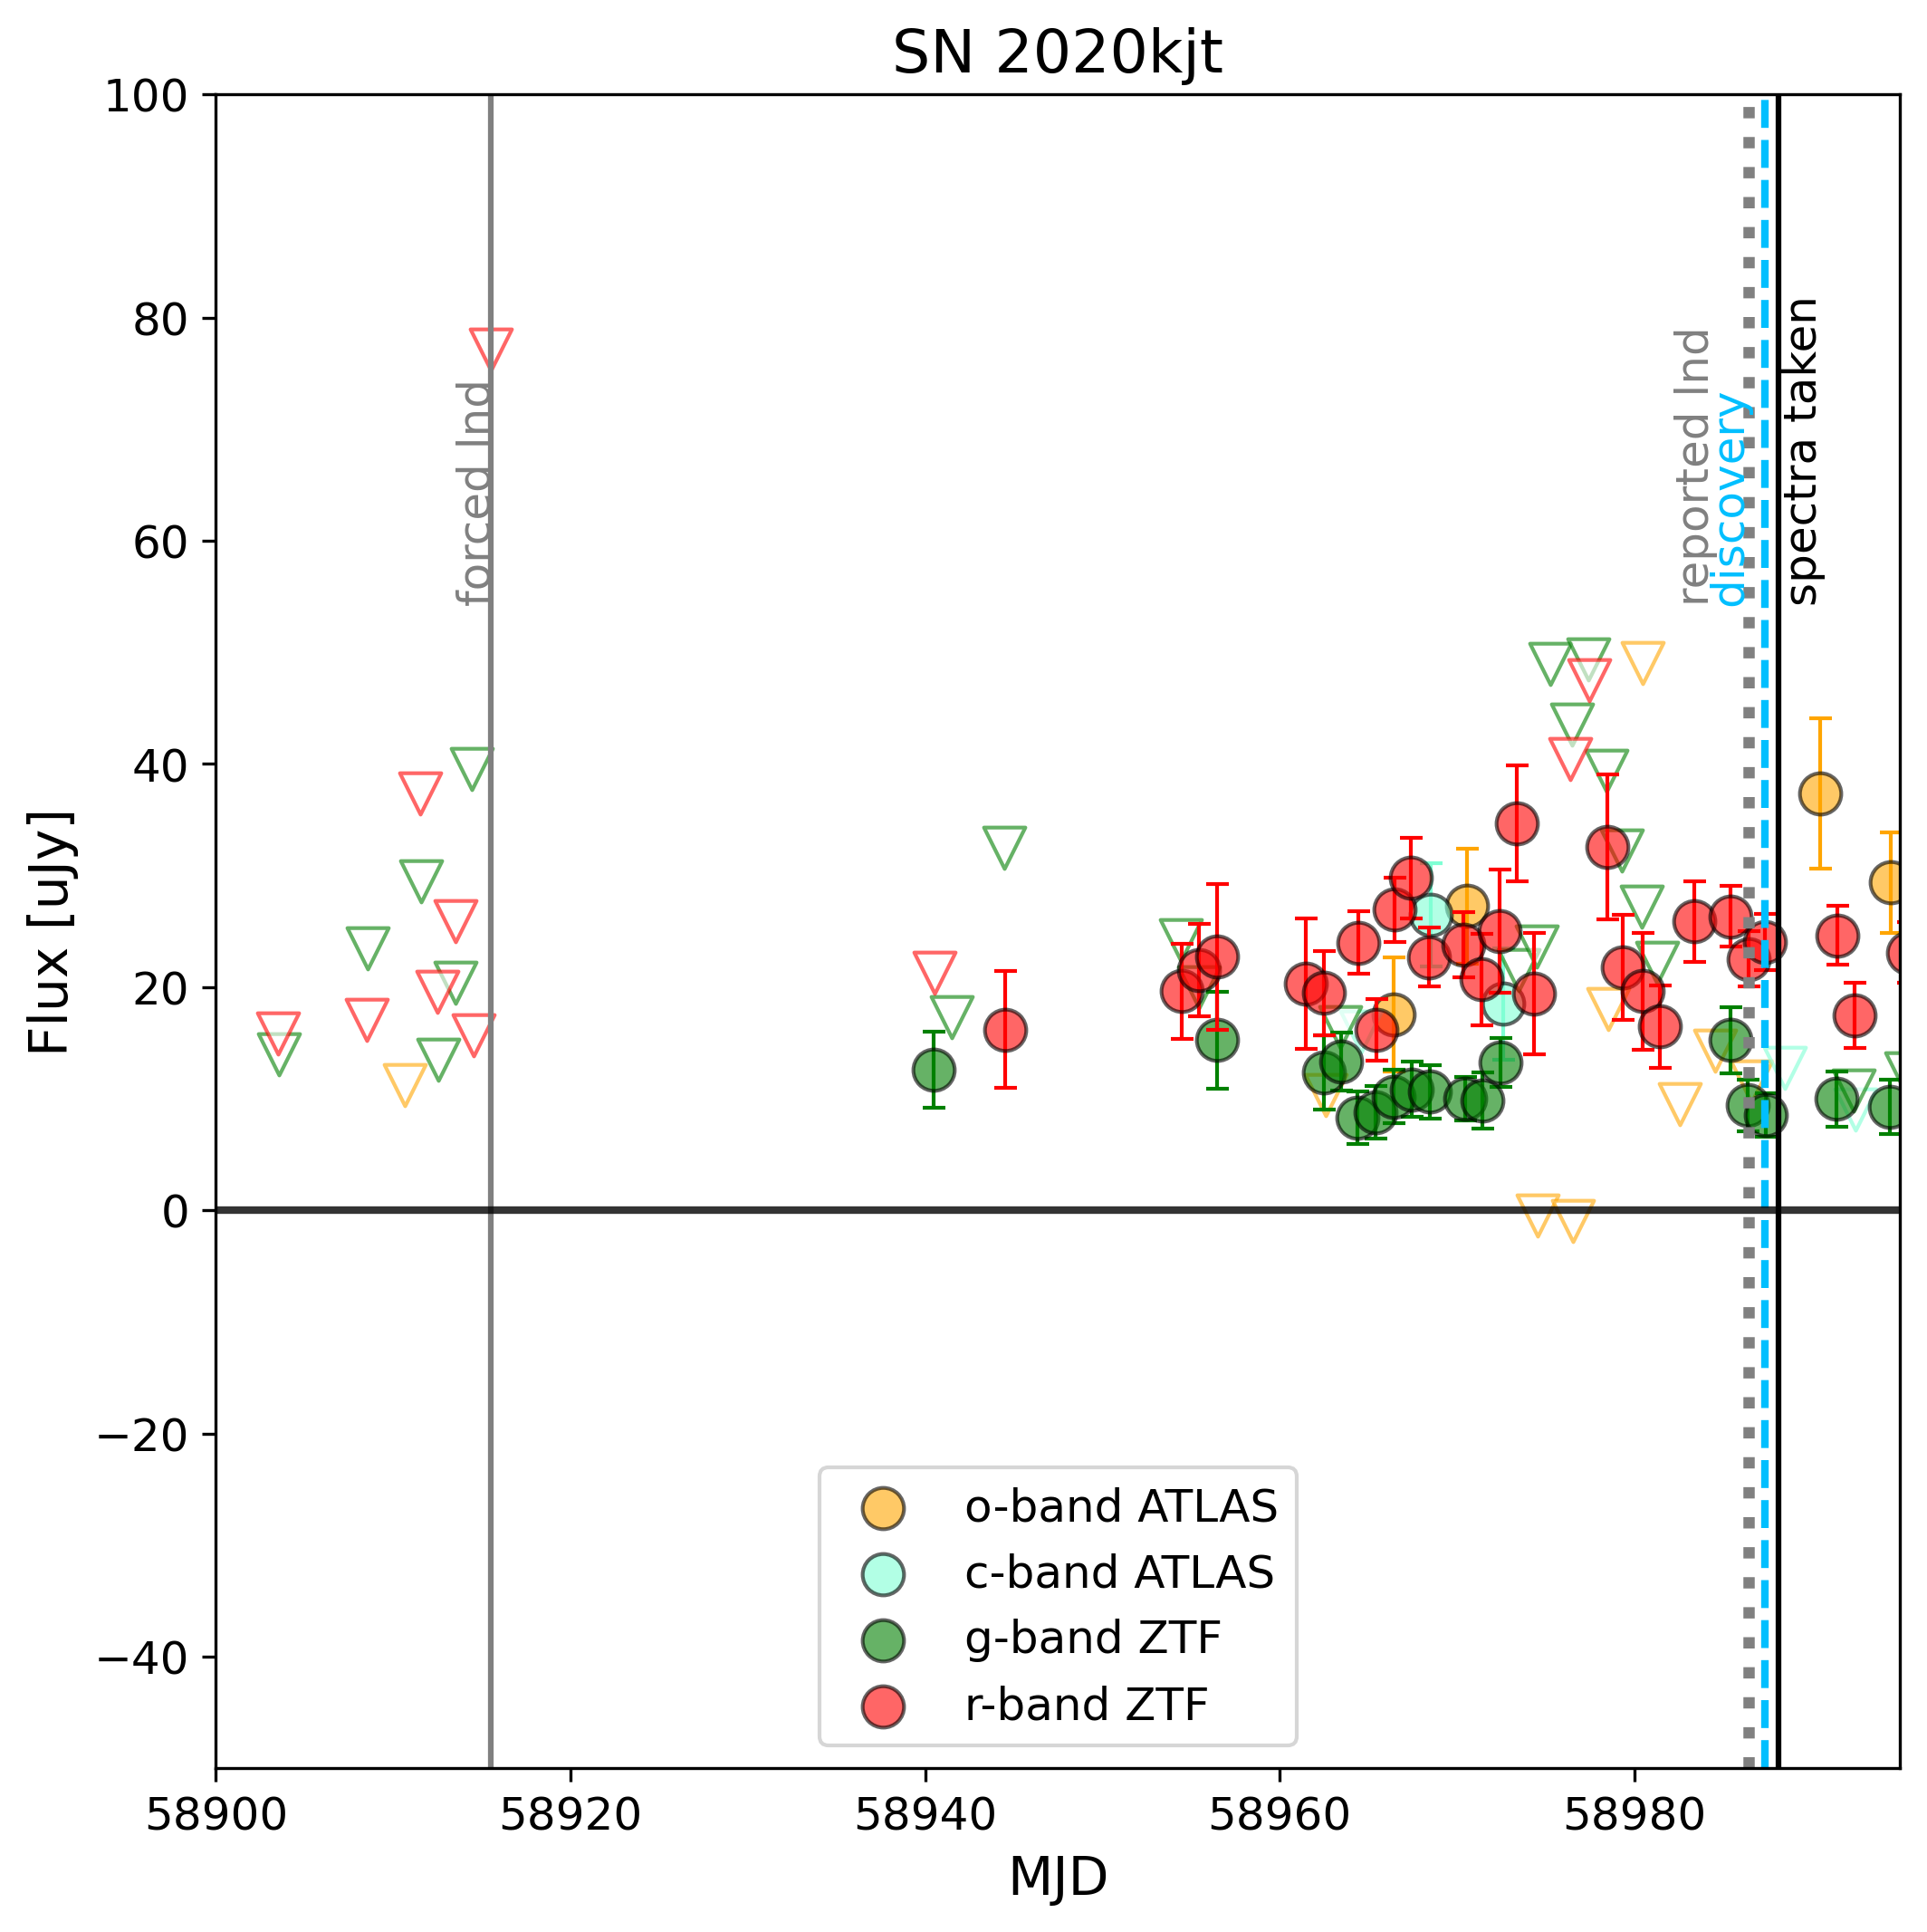 SN 2020kjt
100
80
60
40
20
0
−20
−40
Flux [uJy]
forced lnd
reported lnd
discovery
spectra taken
o-band ATLAS
c-band ATLAS
g-band ZTF
r-band ZTF
58900
58920
58940
58960
58980
MJD